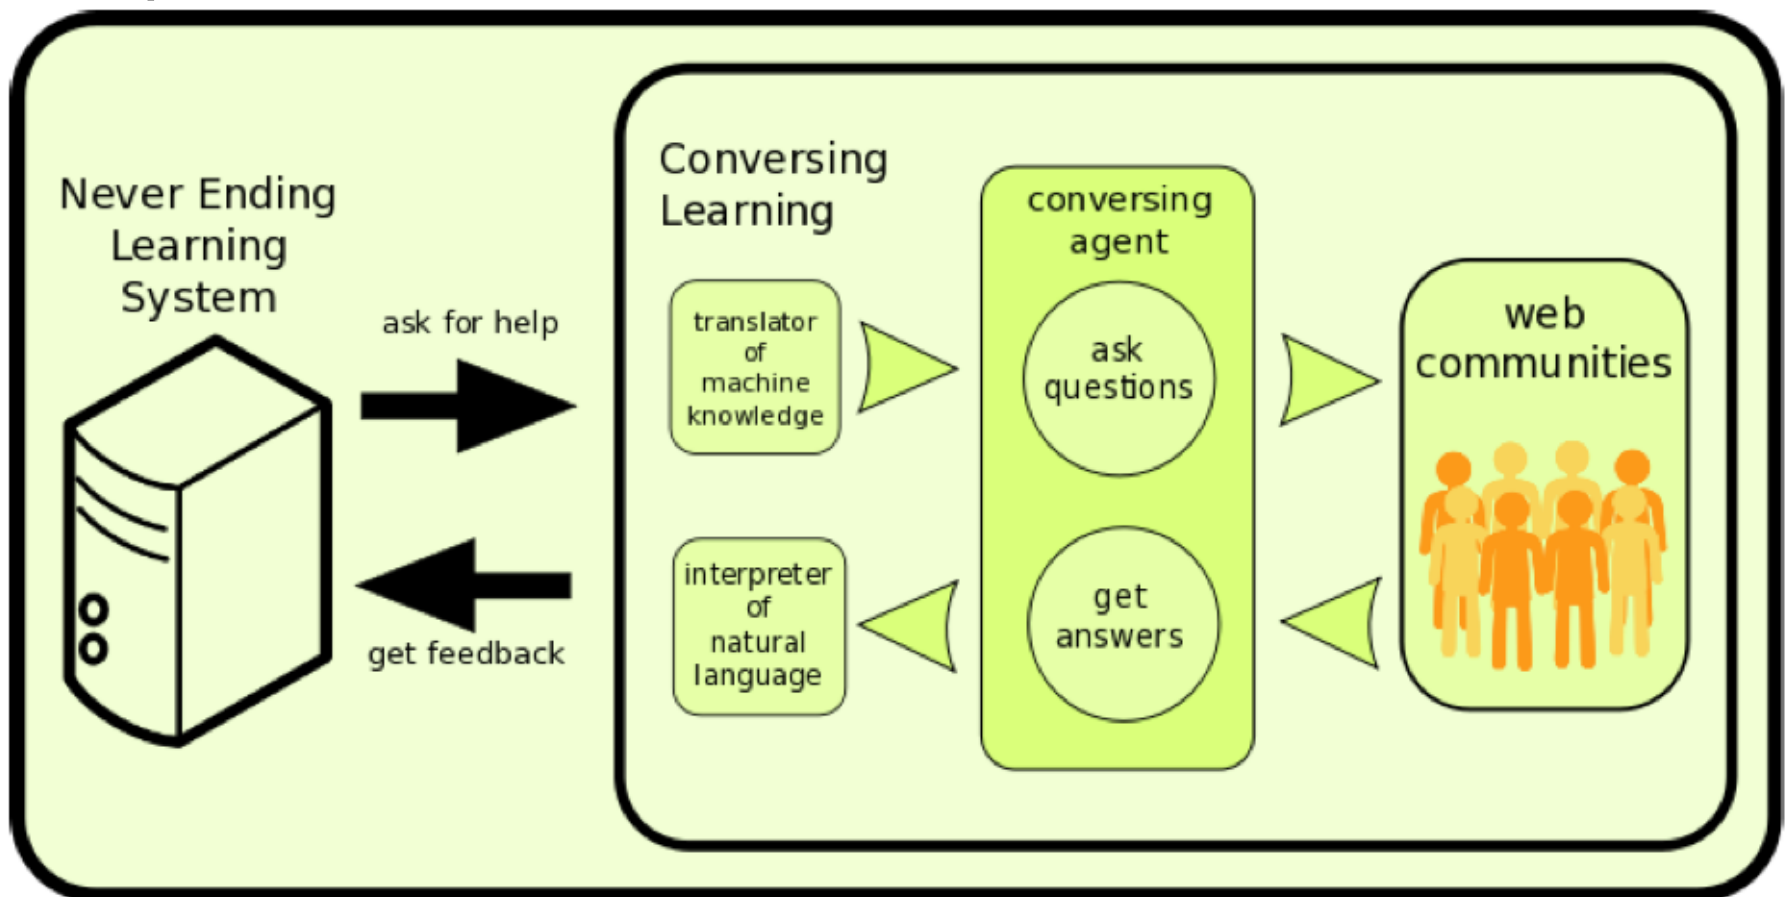 Never Ending
Learning
System
ask for help
get feedback
Conversing
Learning
translator
of
machine
knowledge
interpreter
of
natural
language
conversing
agent
ask
questions
get
answers
web
communities